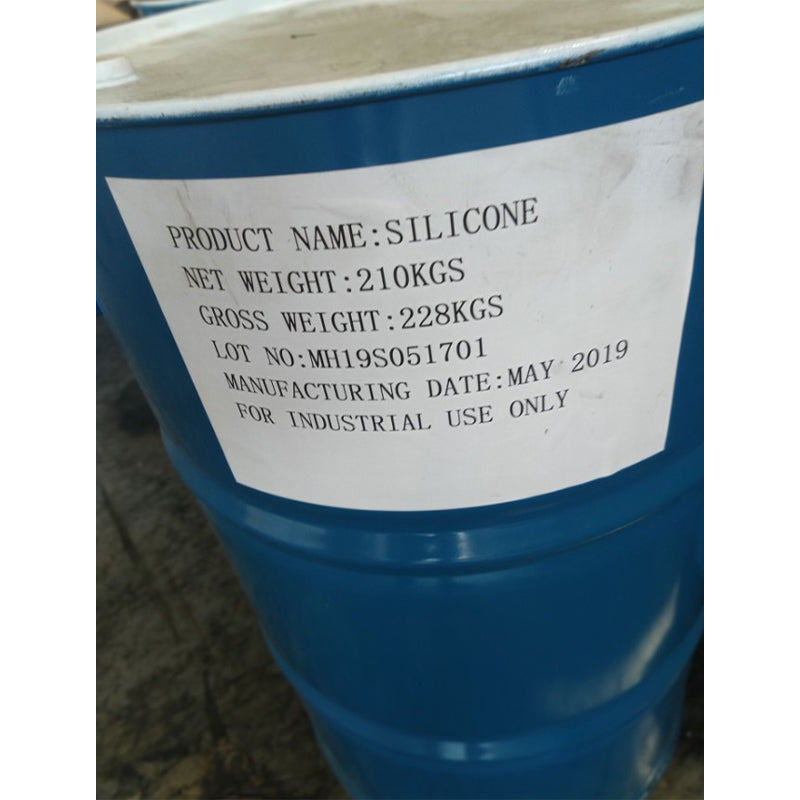 PRODUCT NAME:SILICONE
NET WEIGHT:210KGS
GROSS WEIGHT:228KGS
LOT NO:MH19S051701
MANUFACTURING DATE:MAY 2019
FOR INDUSTRIAL USE ONLY